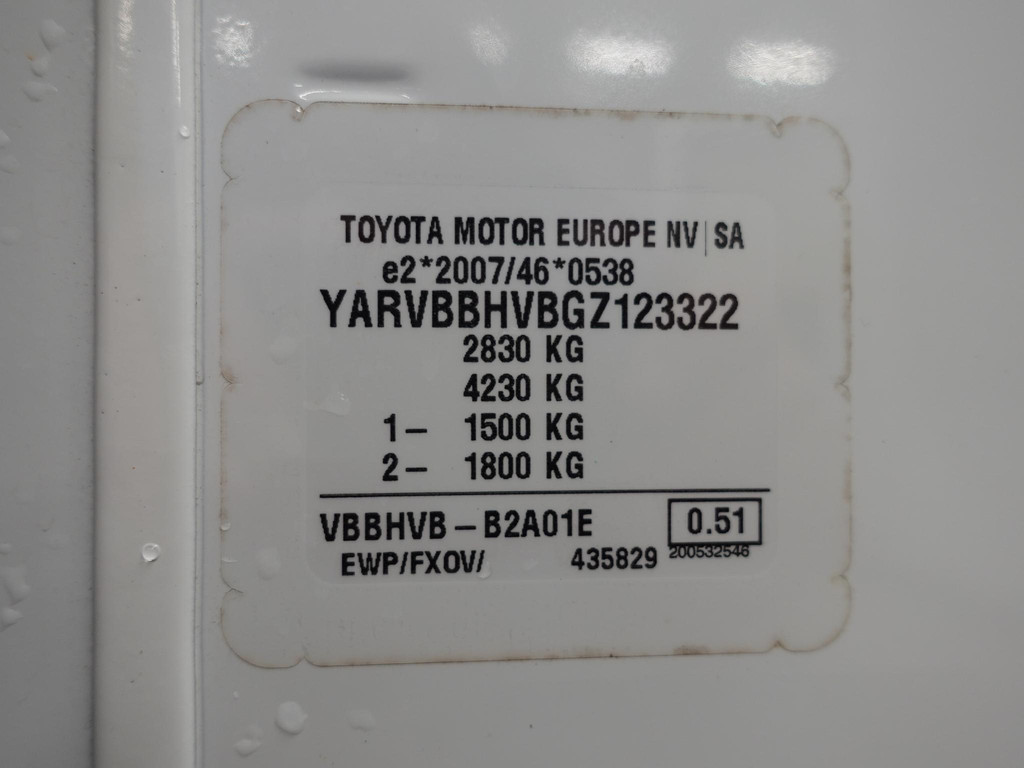 TOYOTA MOTOR EUROPE NV|SA
e2*2007/46*0538
YARVBBHVBGZ123322
2830 KG
4230 KG
1– 1500 KG
2– 1800 KG
VBBHVB – B2A01E 0.51
EWP/FXOV/ 435829 200532546